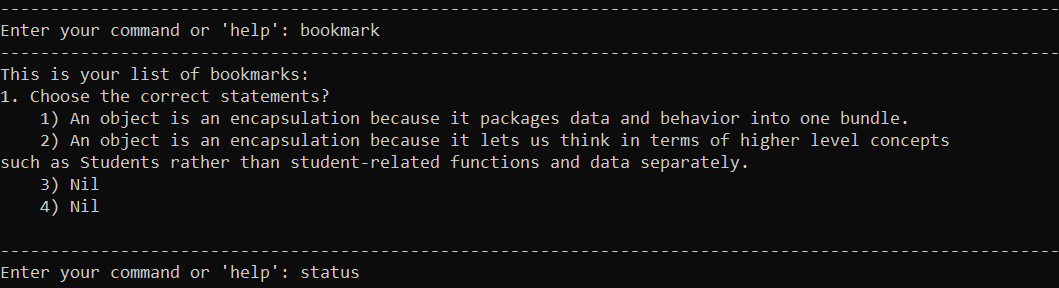 --------------------------------------------------------------------------------------------------------------
Enter your command or 'help': bookmark
--------------------------------------------------------------------------------------------------------------
This is your list of bookmarks:
1. Choose the correct statements?
    1) An object is an encapsulation because it packages data and behavior into one bundle.
    2) An object is an encapsulation because it lets us think in terms of higher level concepts
such as Students rather than student-related functions and data separately.
    3) Nil
    4) Nil
--------------------------------------------------------------------------------------------------------------
Enter your command or 'help': status